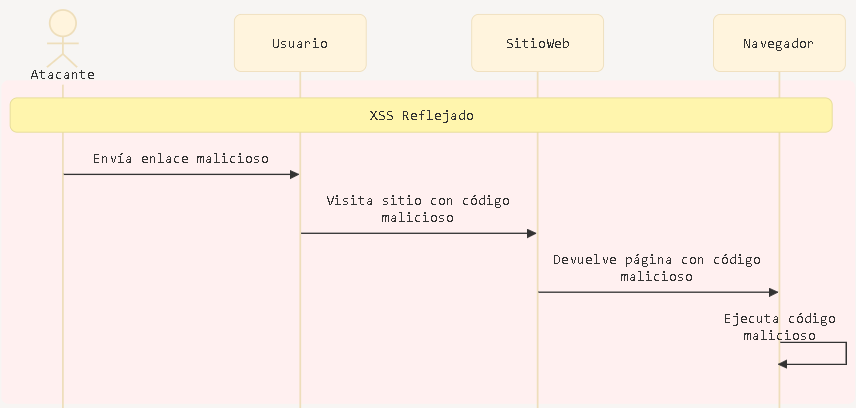 Atacante
Usuario
SitioWeb
Navegador
XSS Reflejado
Envía enlace malicioso
Visita sitio con código
malicioso
Devuelve página con código
malicioso
Ejecuta código
malicioso